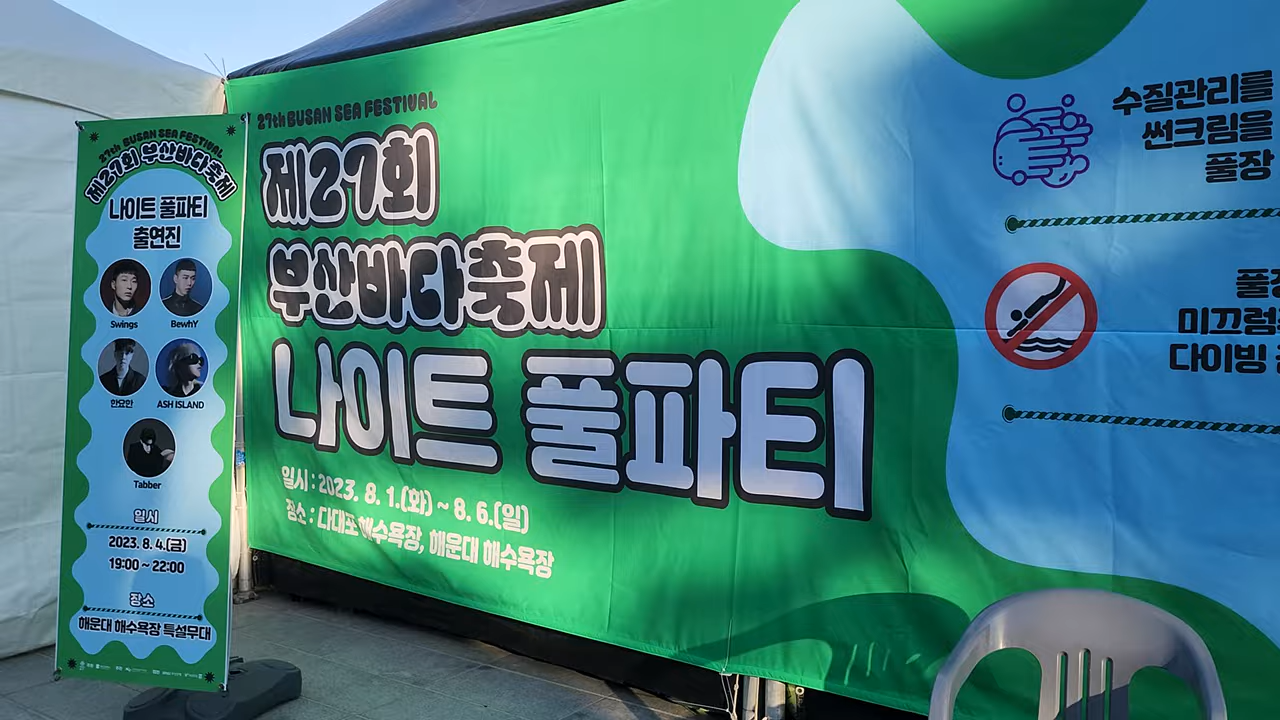 27th BUSAN SEA FESTIVAL
제27회 부산바다축제
나이트 풀파티
출연진
Swings
BewhY
한요한
ASH ISLAND
Tabber
일시
2023. 8. 4.(금)
19:00 ~ 22:00
장소
해운대 해수욕장 특설무대
27th BUSAN SEA FESTIVAL
제27회
부산바다축제
나이트 풀파티
일시 : 2023. 8. 1.(화) ~ 8. 6.(일)
장소 : 다대포 해수욕장, 해운대 해수욕장
수질관리를
썬크림을
풀장
미끄럼
다이빙